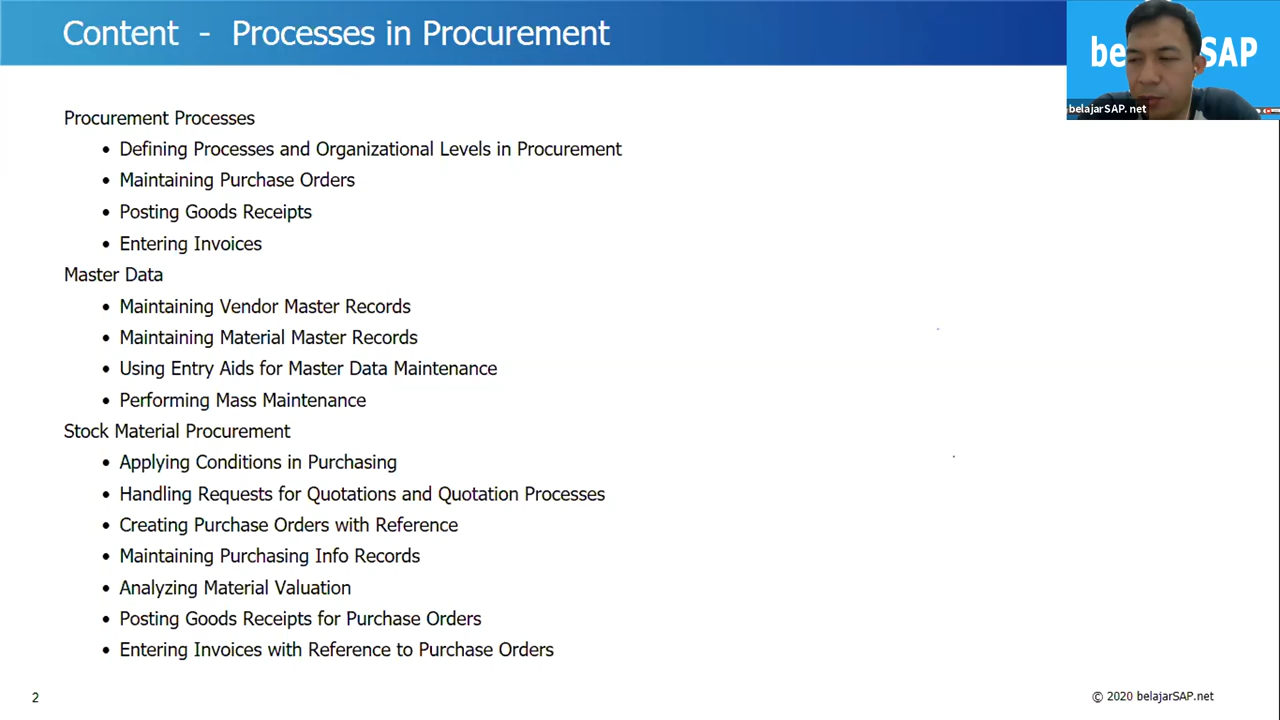 Content - Processes in Procurement
be SAP
belajarSAP. net
Procurement Processes
• Defining Processes and Organizational Levels in Procurement
• Maintaining Purchase Orders
• Posting Goods Receipts
• Entering Invoices
Master Data
• Maintaining Vendor Master Records
• Maintaining Material Master Records
• Using Entry Aids for Master Data Maintenance
• Performing Mass Maintenance
Stock Material Procurement
• Applying Conditions in Purchasing
• Handling Requests for Quotations and Quotation Processes
• Creating Purchase Orders with Reference
• Maintaining Purchasing Info Records
• Analyzing Material Valuation
• Posting Goods Receipts for Purchase Orders
• Entering Invoices with Reference to Purchase Orders
2
© 2020 belajarSAP.net